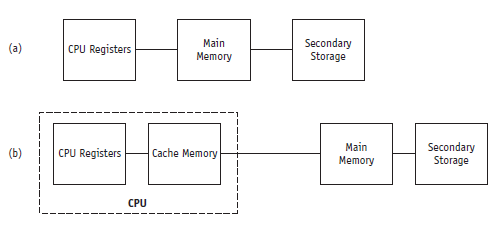 (a)
CPU Registers
Main
Memory
Secondary
Storage
(b)
CPU Registers
Cache Memory
Main
Memory
Secondary
Storage
CPU